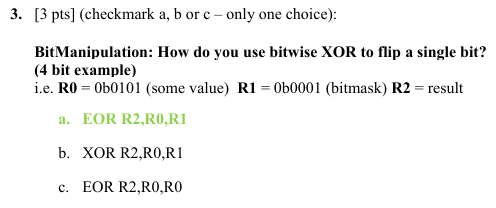 3. [3 pts] (checkmark a, b or c – only one choice):
BitManipulation: How do you use bitwise XOR to flip a single bit?
(4 bit example)
i.e. R0 = 0b0101 (some value) R1 = 0b0001 (bitmask) R2 = result
a. EOR R2,R0,R1
b. XOR R2,R0,R1
c. EOR R2,R0,R0